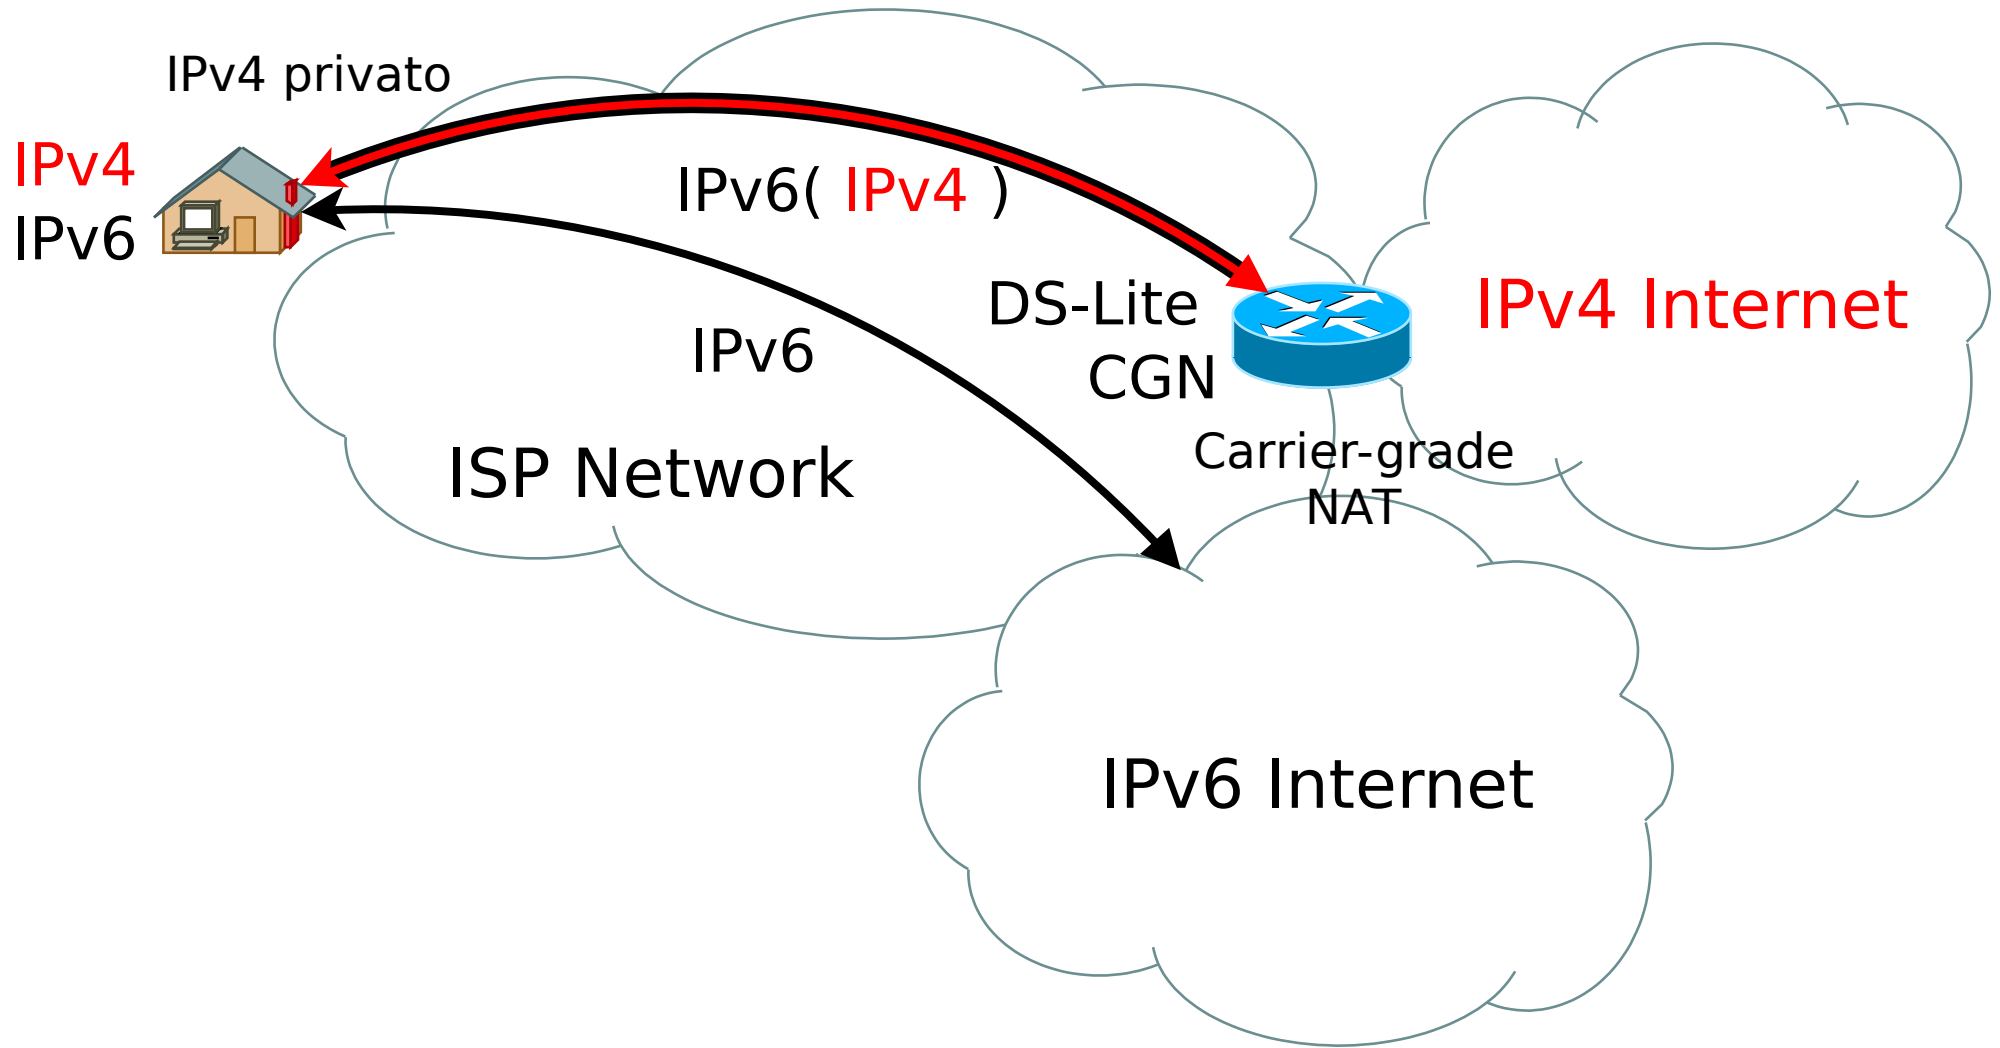 IPv4 privato
IPv4
IPv6
IPv6( IPv4 )
IPv6
DS-Lite
CGN
IPv4 Internet
ISP Network
Carrier-grade
NAT
IPv6 Internet